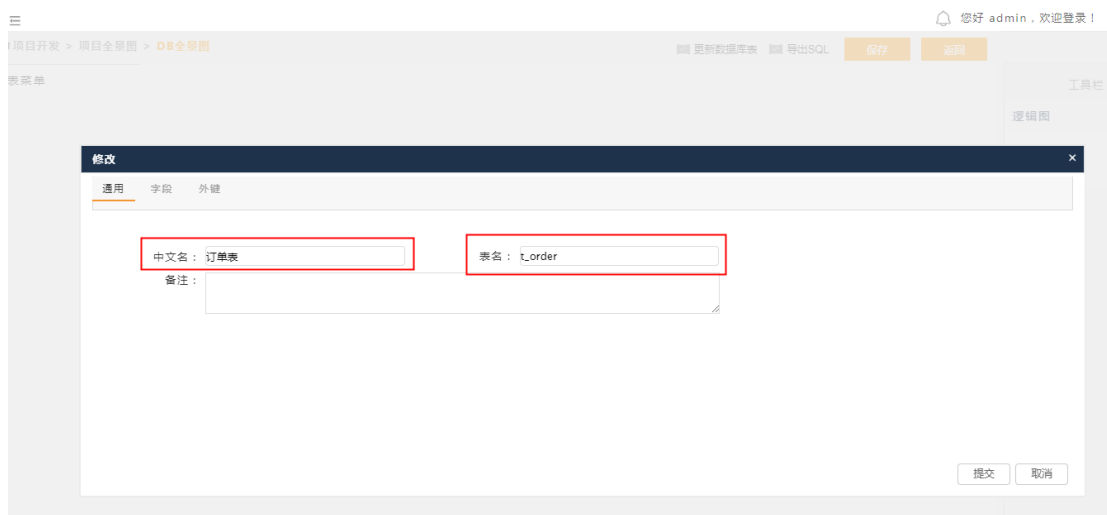 您好 admin，欢迎登录！
项目开发 > 项目全景图 > DB全景图
更新数据库表 导出SQL 保存 返回
表菜单
工具栏
逻辑图
修改 ×
通用 字段 外键
中文名： 订单表 表名： t_order
备注：
提交 取消